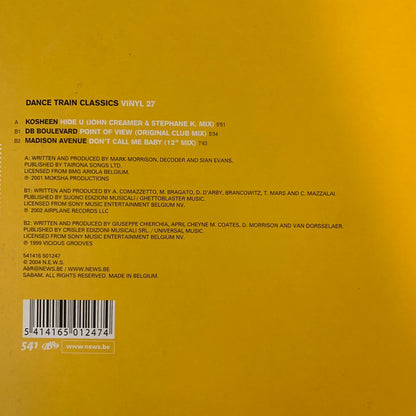 DANCE TRAIN CLASSICS VINYL 27
A KOSHEEN HIDE U (JOHN CREAMER & STEPHANE K. MIX) 5'51
B1 DB BOULEVARD POINT OF VIEW (ORIGINAL CLUB MIX) 5'34
B2 MADISON AVENUE DON'T CALL ME BABY (12" MIX) 7'43
A: WRITTEN AND PRODUCED BY MARK MORRISON, DECODER AND SIAN EVANS.
PUBLISHED BY TAIRONA SONGS LTD.
LICENSED FROM BMG ARIOLA BELGIUM.
℗ 2001 MOKSHA PRODUCTIONS
B1: WRITTEN AND PRODUCED BY A. COMAZZETTO, M. BRAGATO, D. D'ARBY, BRANCOWITZ, T. MARS AND C. MAZZALAI.
PUBLISHED BY SUONO EDIZIONI MUSICALI / GHETTOBLASTER MUSIC.
LICENSED FROM SONY MUSIC ENTERTAINMENT BELGIUM NV.
℗ 2002 AIRPLANE RECORDS LLC
B2: WRITTEN AND PRODUCED BY GIUSEPPE CHIERCHIA, APRIL CHEYNE M. COATES, D. MORRISON AND VAN DORSSELAER.
PUBLISHED BY CRISLER EDIZIONI MUSICALI SRL / UNIVERSAL MUSIC.
LICENSED FROM SONY MUSIC ENTERTAINMENT BELGIUM NV.
℗ 1999 VICIOUS GROOVES
541416 501247
© 2004 N.E.W.S.
A&R@NEWS.BE / WWW.NEWS.BE
SABAM. ALL RIGHTS RESERVED. MADE IN BELGIUM.
5 414165 012474
541 www.news.be